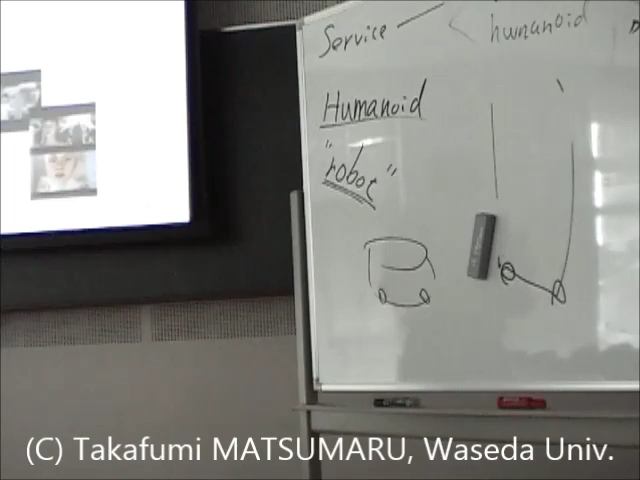 Service
humanoid
Humanoid
"robot"
(C) Takafumi MATSUMARU, Waseda Univ.